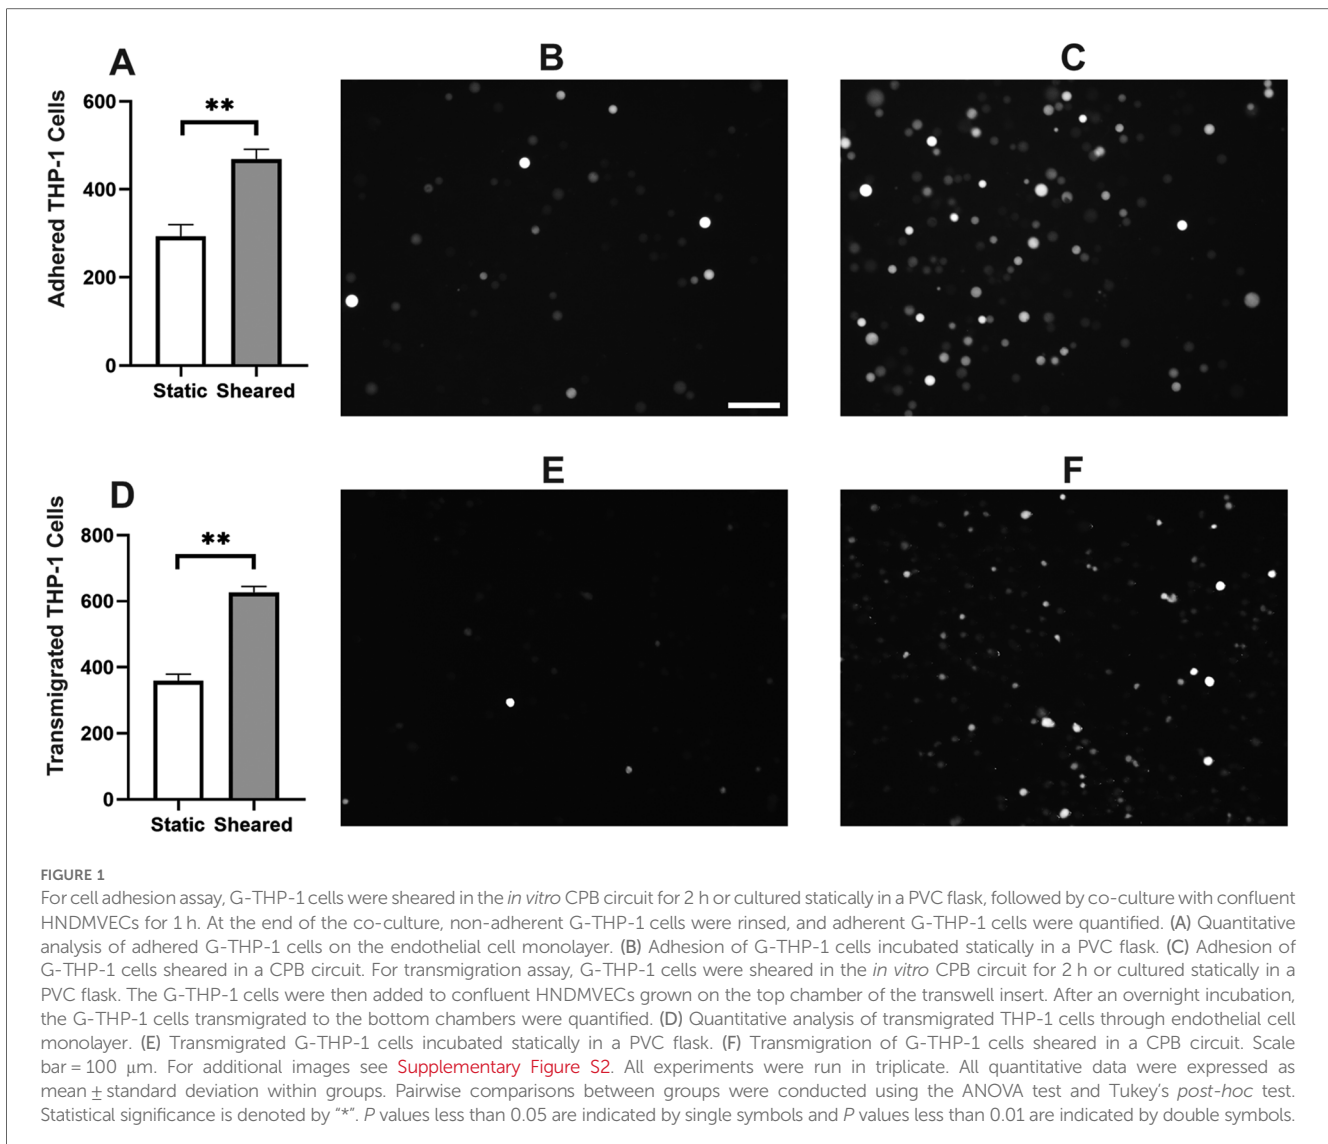 A
B
C
Adhered THP-1 Cells
600
400
200
0
**
Static Sheared
D
E
F
Transmigrated THP-1 Cells
800
600
400
200
0
**
Static Sheared
FIGURE 1
For cell adhesion assay, G-THP-1 cells were sheared in the in vitro CPB circuit for 2 h or cultured statically in a PVC flask, followed by co-culture with confluent
HNDMVECs for 1 h. At the end of the co-culture, non-adherent G-THP-1 cells were rinsed, and adherent G-THP-1 cells were quantified. (A) Quantitative
analysis of adhered G-THP-1 cells on the endothelial cell monolayer. (B) Adhesion of G-THP-1 cells incubated statically in a PVC flask. (C) Adhesion of
G-THP-1 cells sheared in a CPB circuit. For transmigration assay, G-THP-1 cells were sheared in the in vitro CPB circuit for 2 h or cultured statically in a
PVC flask. The G-THP-1 cells were then added to confluent HNDMVECs grown on the top chamber of the transwell insert. After an overnight incubation,
the G-THP-1 cells transmigrated to the bottom chambers were quantified. (D) Quantitative analysis of transmigrated THP-1 cells through endothelial cell
monolayer. (E) Transmigrated G-THP-1 cells incubated statically in a PVC flask. (F) Transmigration of G-THP-1 cells sheared in a CPB circuit. Scale
bar = 100 μm. For additional images see Supplementary Figure S2. All experiments were run in triplicate. All quantitative data were expressed as
mean ± standard deviation within groups. Pairwise comparisons between groups were conducted using the ANOVA test and Tukey's post-hoc test.
Statistical significance is denoted by "*". P values less than 0.05 are indicated by single symbols and P values less than 0.01 are indicated by double symbols.